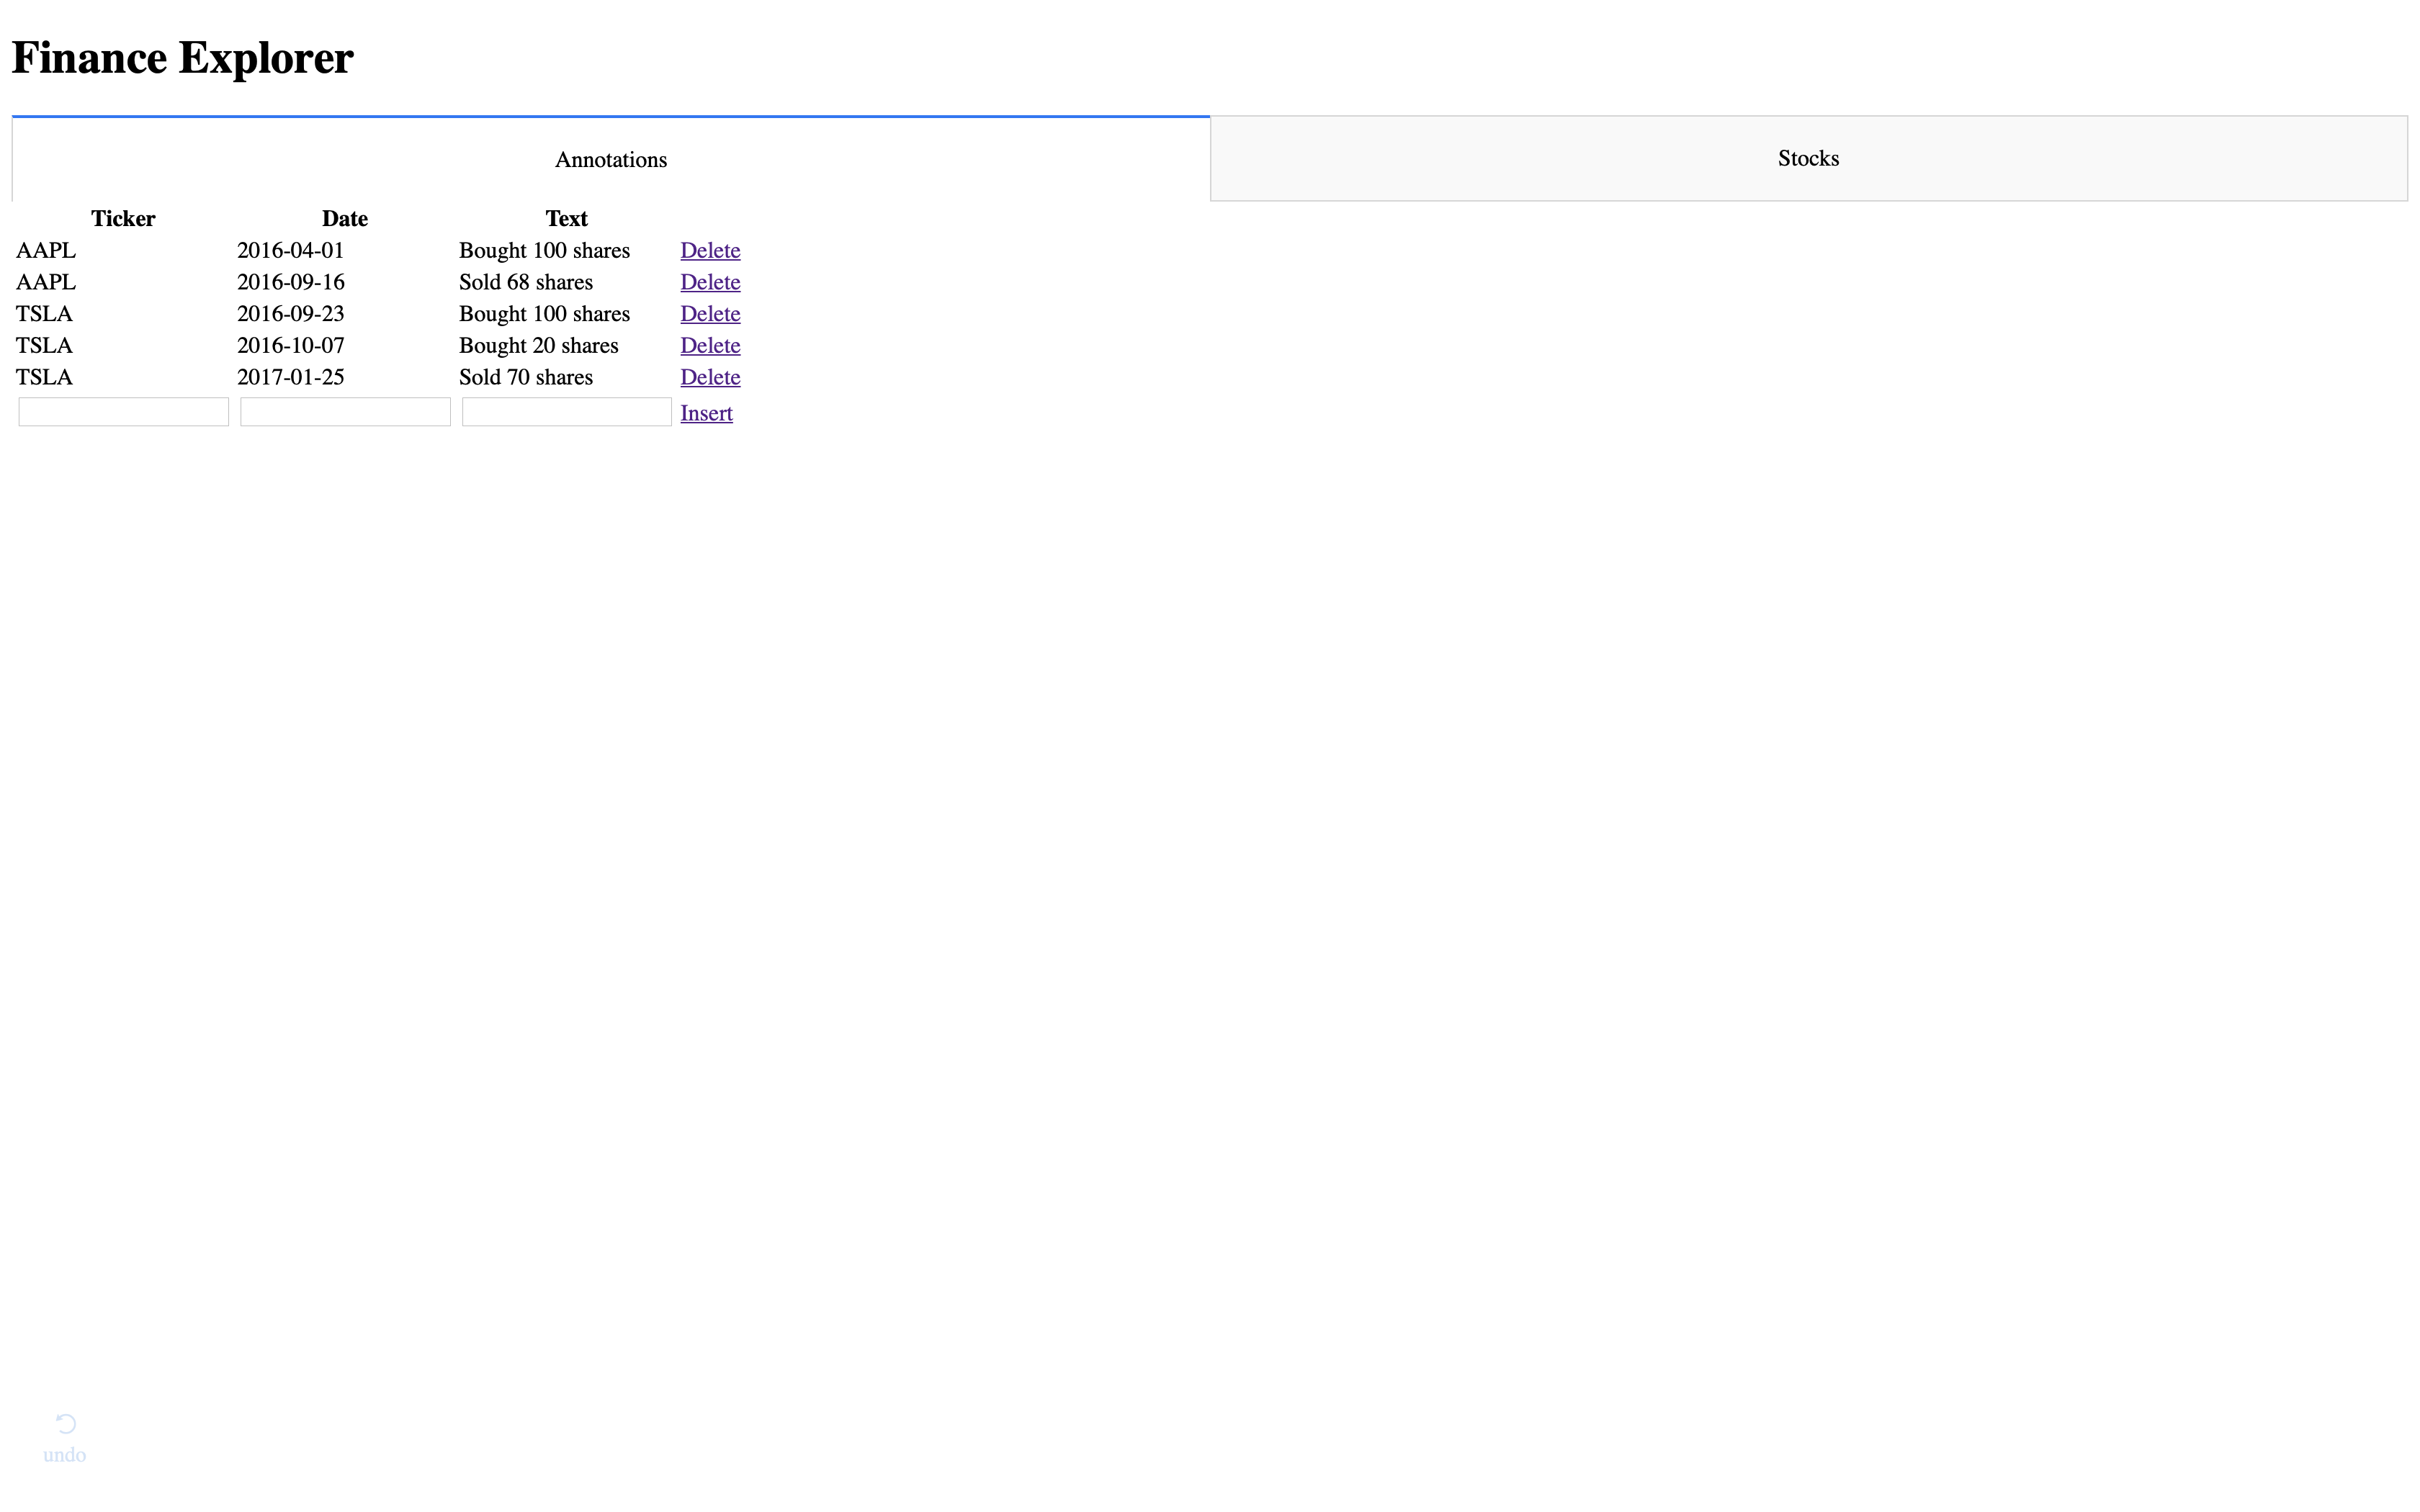 Finance Explorer
Annotations Stocks
Ticker Date Text
AAPL 2016-04-01 Bought 100 shares Delete
AAPL 2016-09-16 Sold 68 shares Delete
TSLA 2016-09-23 Bought 100 shares Delete
TSLA 2016-10-07 Bought 20 shares Delete
TSLA 2017-01-25 Sold 70 shares Delete
Insert
undo